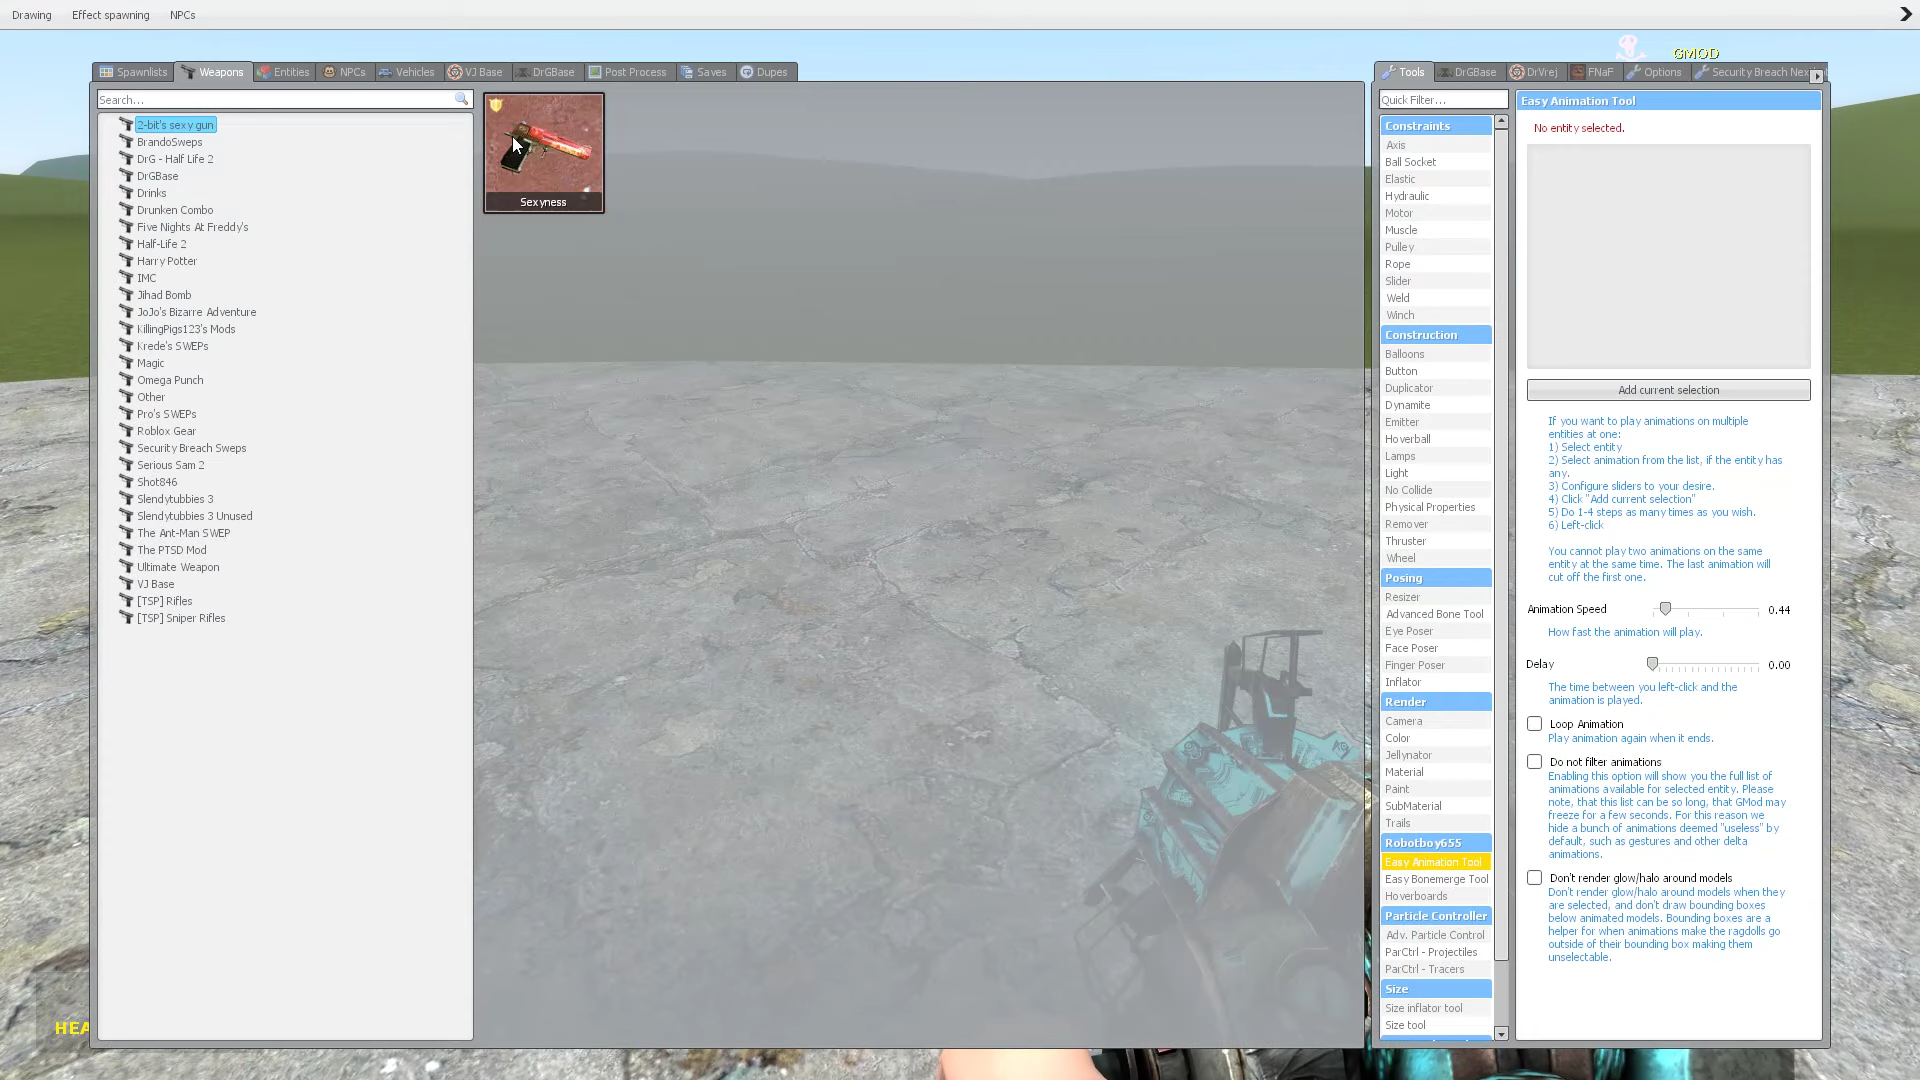 Drawing Effect spawning NPCs
GMOD
Spawnlists Weapons Entities NPCs Vehicles VJ Base DrGBase Post Process Saves Dupes
Tools DrGBase DrVrej FNaF Options Security Breach
Search...
2-bit's sexy gun
BrandoSweps
DrG - Half Life 2
DrGBase
Drinks
Drunken Combo
Five Nights At Freddy's
Half-Life 2
Harry Potter
IMC
Jihad Bomb
JoJo's Bizarre Adventure
KillingPigs123's Mods
Krede's SWEPs
Magic
Omega Punch
Other
Pro's SWEPs
Roblox Gear
Security Breach Sweps
Serious Sam 2
Shot846
Slendytubbies 3
Slendytubbies 3 Unused
The Ant-Man SWEP
The PTSD Mod
Ultimate Weapon
VJ Base
[TSP] Rifles
[TSP] Sniper Rifles
Sexyness
Quick Filter...
Constraints
Axis
Ball Socket
Elastic
Hydraulic
Motor
Muscle
Pulley
Rope
Slider
Weld
Winch
Construction
Balloons
Button
Duplicator
Dynamite
Emitter
Hoverball
Lamps
Light
No Collide
Physical Properties
Remover
Thruster
Wheel
Posing
Resizer
Advanced Bone Tool
Eye Poser
Face Poser
Finger Poser
Inflator
Render
Camera
Color
Jellynator
Material
Paint
SubMaterial
Trails
Robotboy655
Easy Animation Tool
Easy Bonemerge Tool
Hoverboards
Particle Controller
Adv. Particle Control
ParCtrl - Projectiles
ParCtrl - Tracers
Size
Size inflator tool
Size tool
Easy Animation Tool
No entity selected.
Add current selection
If you want to play animations on multiple
entities at one:
1) Select entity
2) Select animation from the list, if the entity has
any.
3) Configure sliders to your desire.
4) Click "Add current selection"
5) Do 1-4 steps as many times as you wish.
6) Left-click
You cannot play two animations on the same
entity at the same time. The last animation will
cut off the first one.
Animation Speed 0.44
How fast the animation will play.
Delay 0.00
The time between you left-click and the
animation is played.
Loop Animation
Play animation again when it ends.
Do not filter animations
Enabling this option will show you the full list of
animations available for selected entity. Please
note, that this list can be so long, that GMod may
freeze for a few seconds. For this reason we
hide a bunch of animations deemed "useless" by
default, such as gestures and other delta
animations.
Don't render glow/halo around models
Don't render glow/halo around models when they
are selected, and don't draw bounding boxes
below animated models. Bounding boxes are a
helper for when animations make the ragdolls go
outside of their bounding box making them
unselectable.
HEA